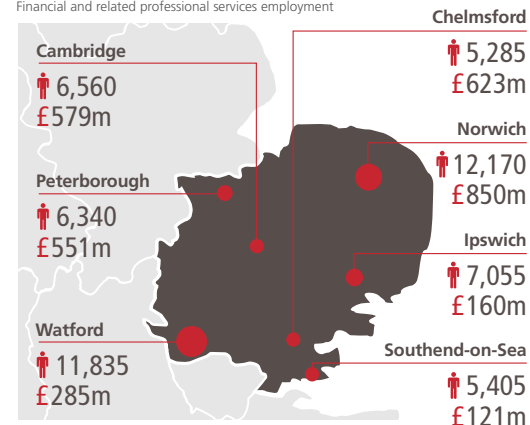 Financial and related professional services employment
Chelmsford
5,285
£623m
Cambridge
6,560
£579m
Norwich
12,170
£850m
Peterborough
6,340
£551m
Ipswich
7,055
£160m
Watford
11,835
£285m
Southend-on-Sea
5,405
£121m